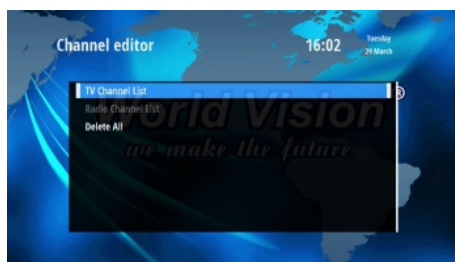 Channel editor
16:02
Tuesday
29 March
TV Channel List
Radio Channel List
Delete All
World Vision®
we make the future